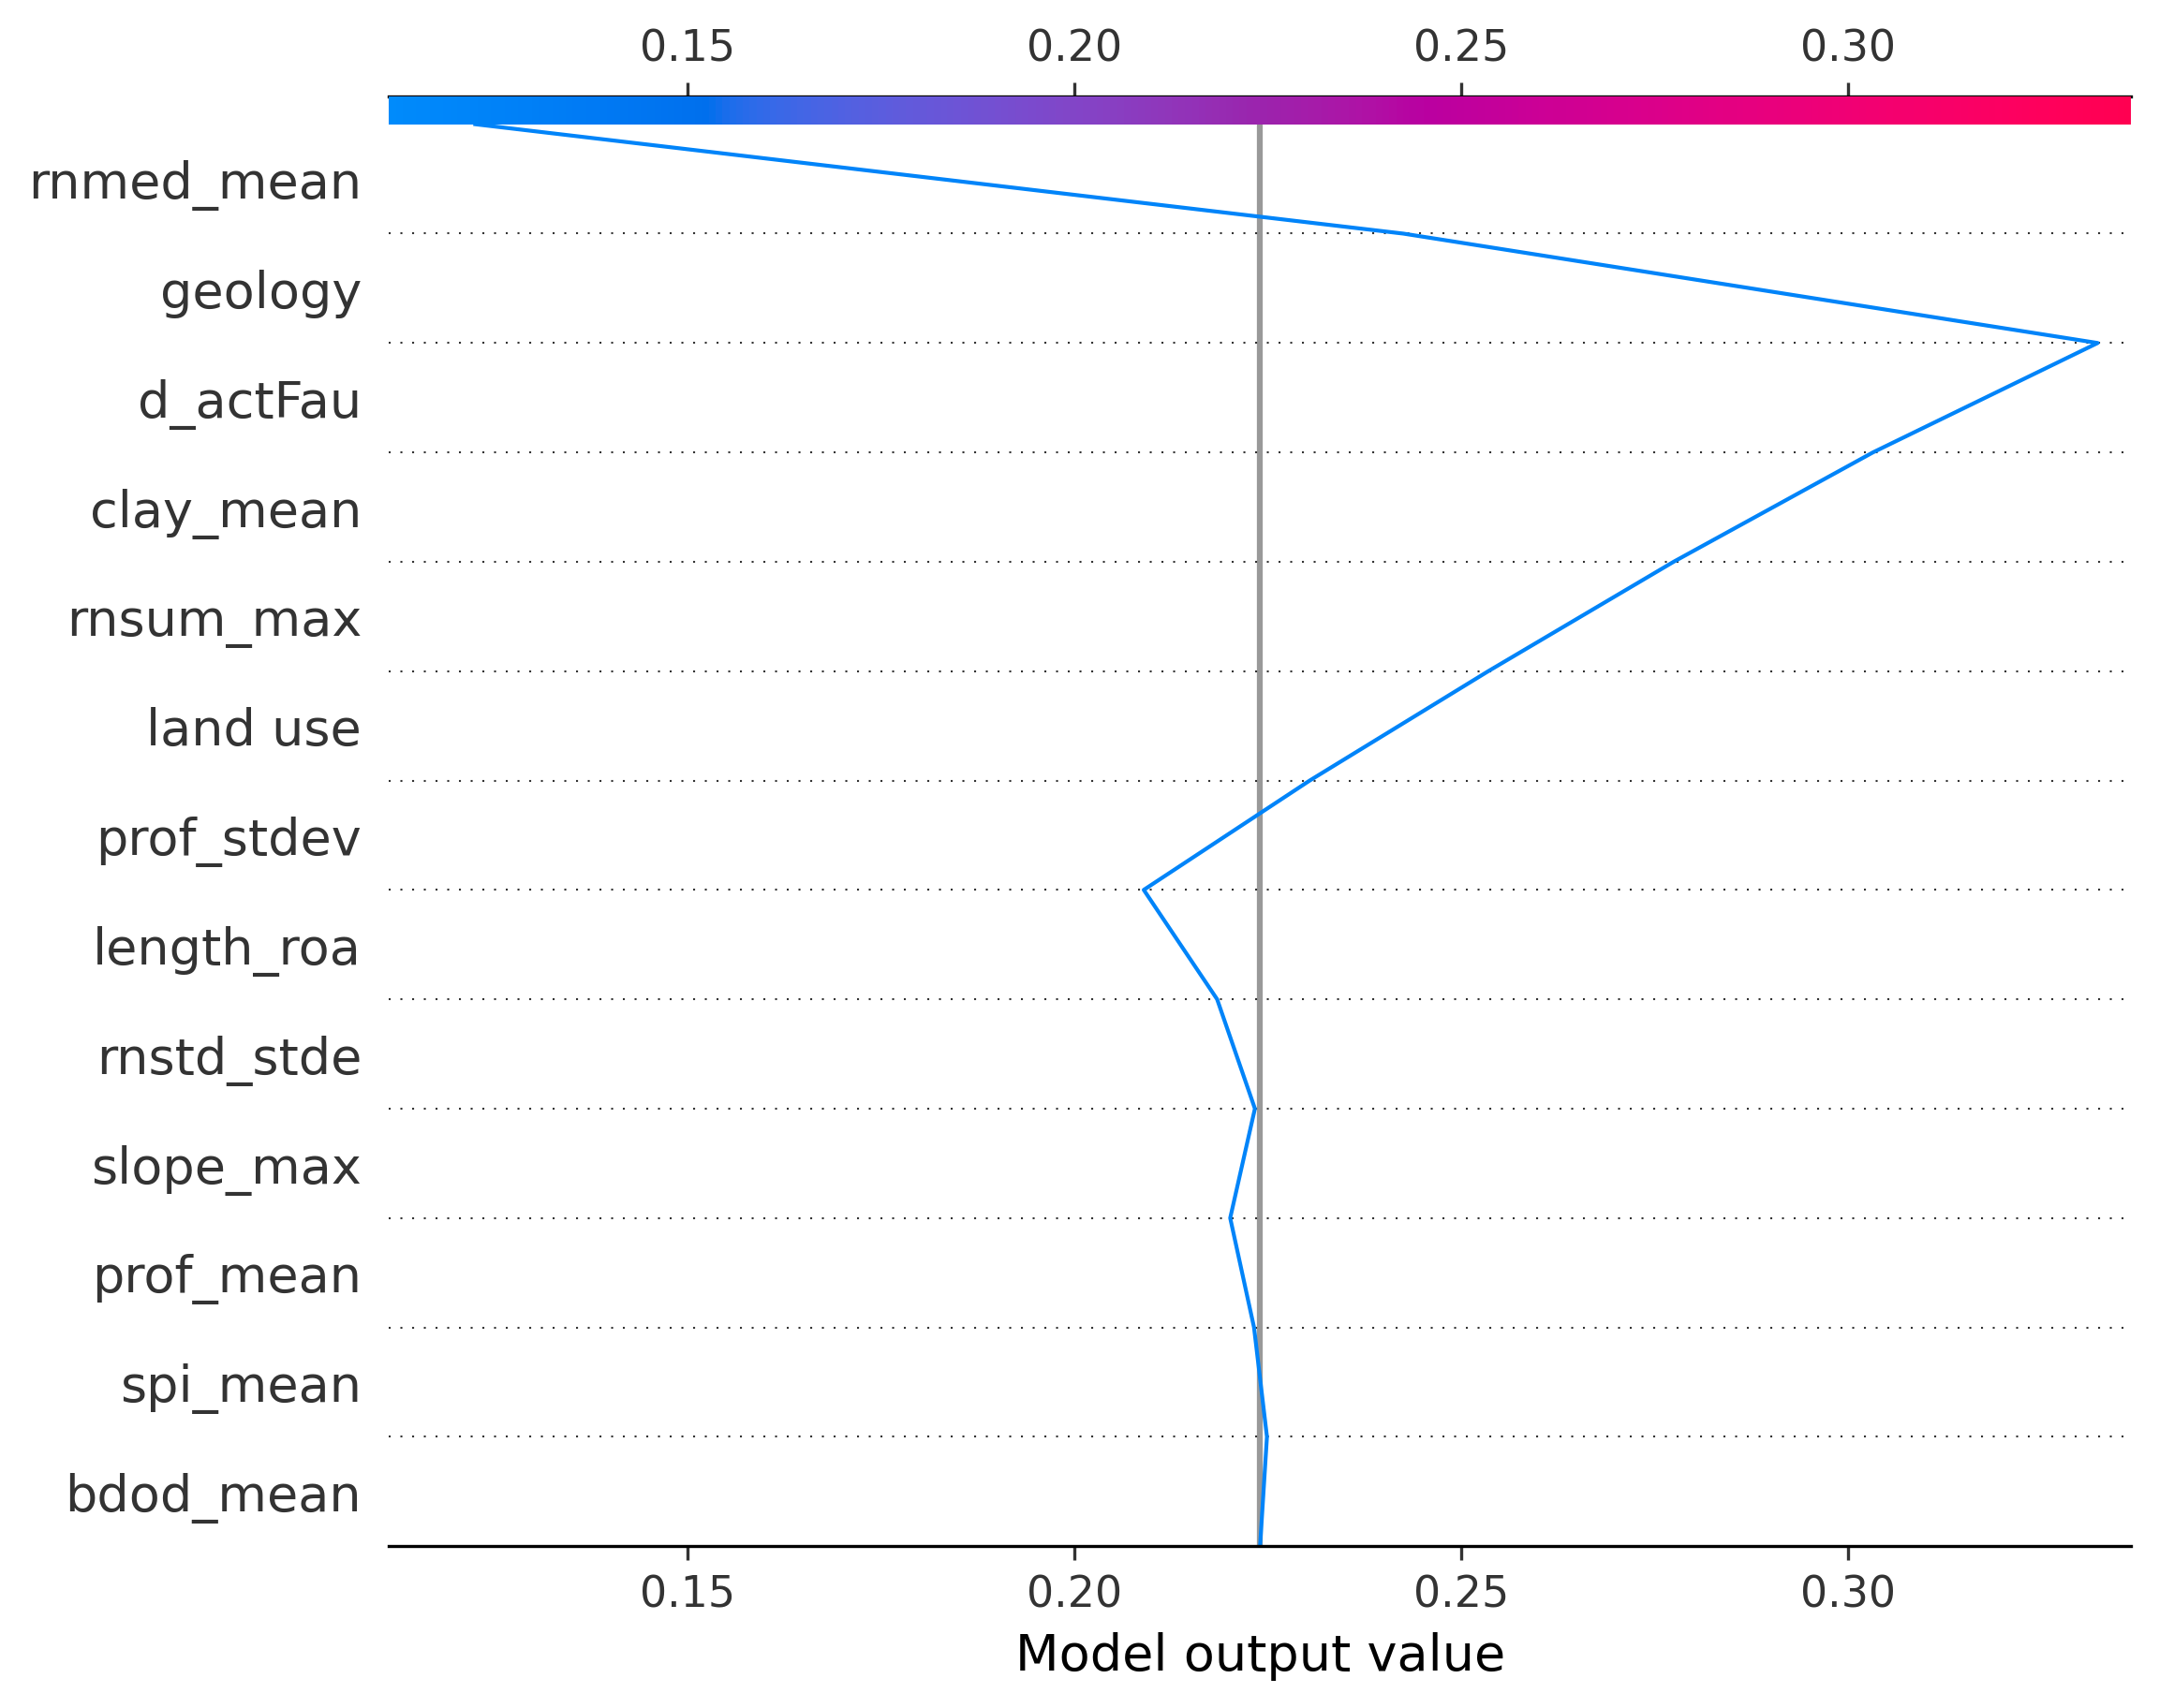 0.15 0.20 0.25 0.30
rnmed_mean
geology
d_actFau
clay_mean
rnsum_max
land use
prof_stdev
length_roa
rnstd_stde
slope_max
prof_mean
spi_mean
bdod_mean
0.15 0.20 0.25 0.30
Model output value